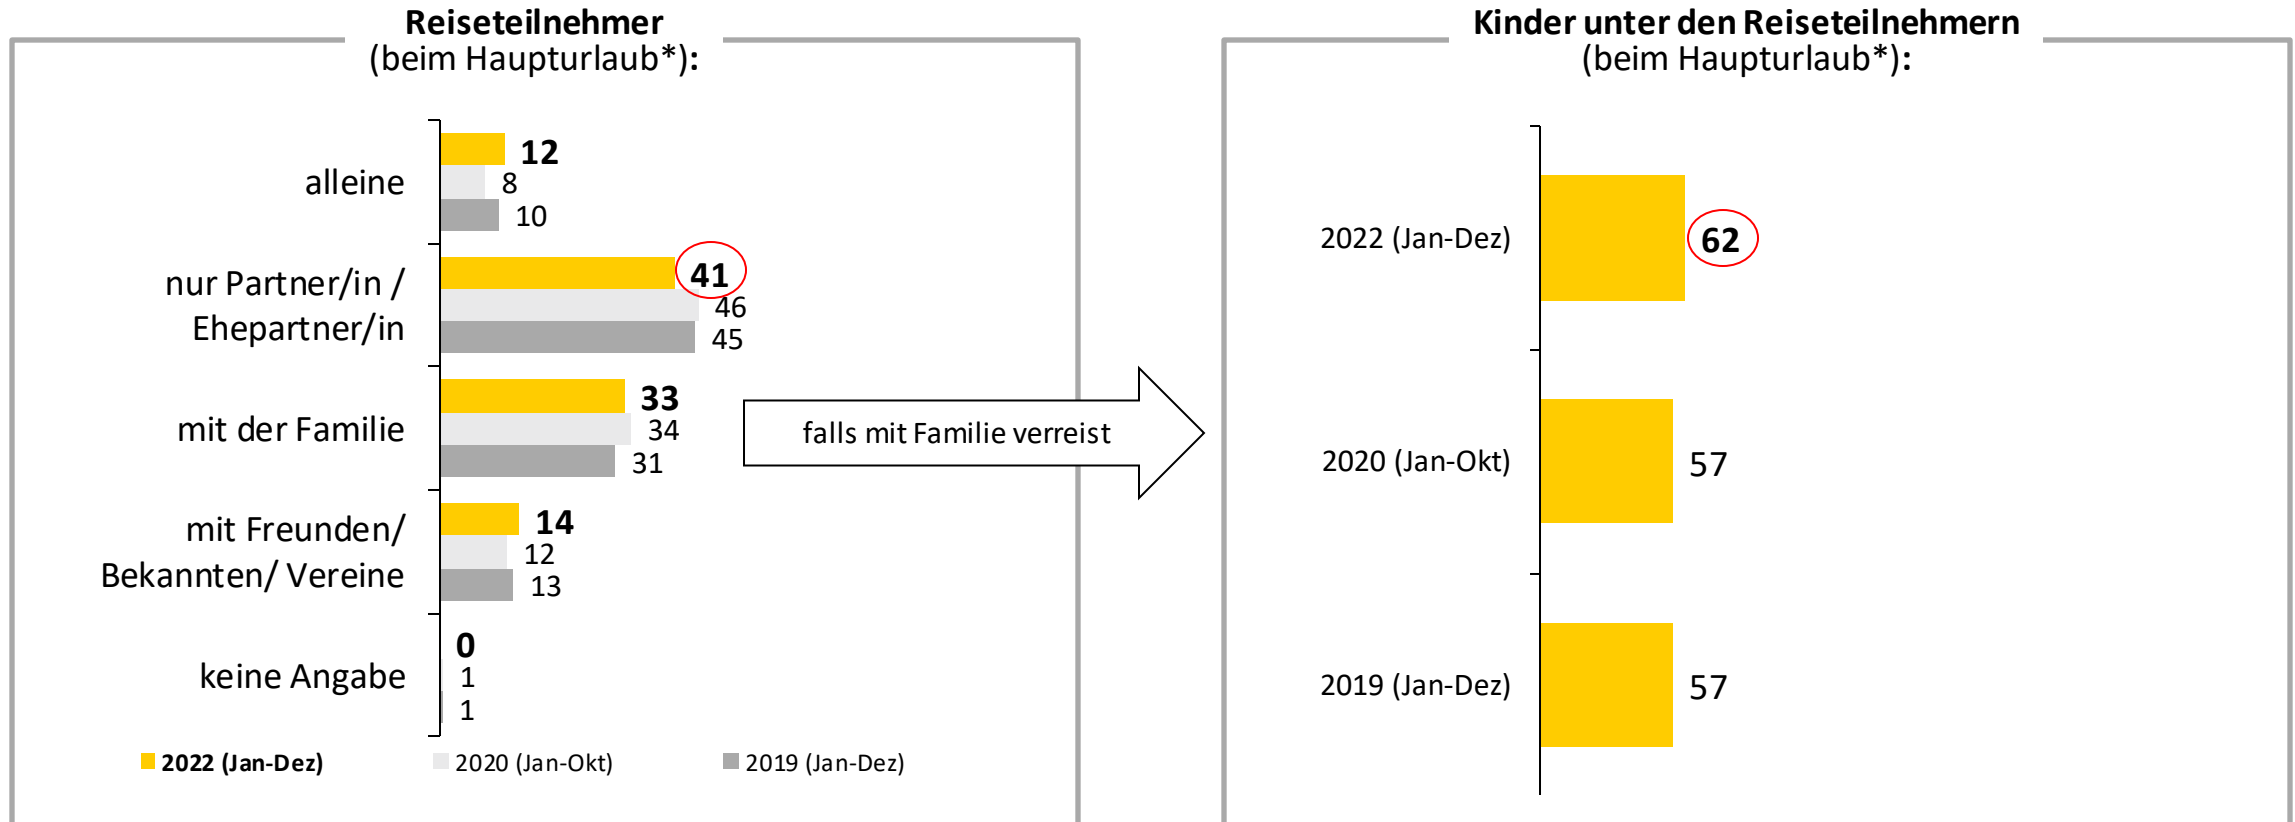 Reiseteilnehmer
(beim Haupturlaub*):
alleine
12
8
10
nur Partner/in /
Ehepartner/in
41
46
45
mit der Familie
33
34
31
mit Freunden/
Bekannten/ Vereine
14
12
13
keine Angabe
0
1
1
2022 (Jan-Dez)
2020 (Jan-Okt)
2019 (Jan-Dez)
falls mit Familie verreist
Kinder unter den Reiseteilnehmern
(beim Haupturlaub*):
2022 (Jan-Dez)
62
2020 (Jan-Okt)
57
2019 (Jan-Dez)
57